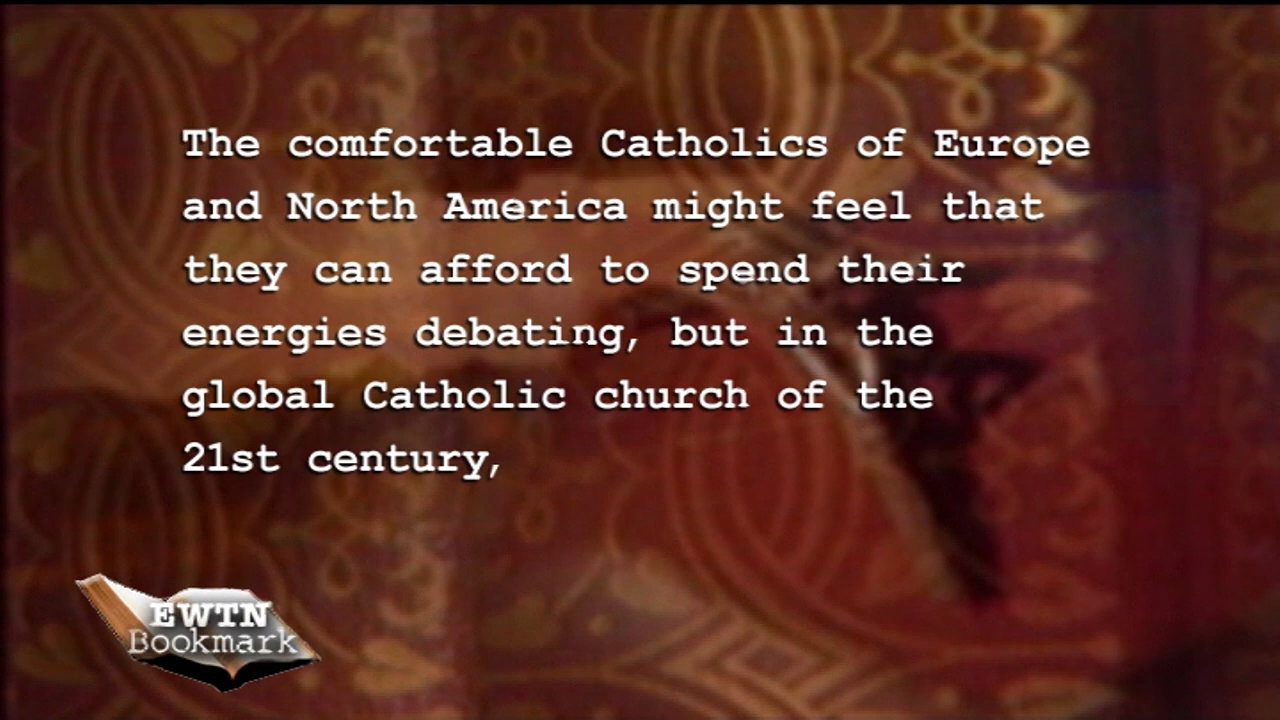 The comfortable Catholics of Europe
and North America might feel that
they can afford to spend their
energies debating, but in the
global Catholic church of the
21st century,
EWTN
Bookmark